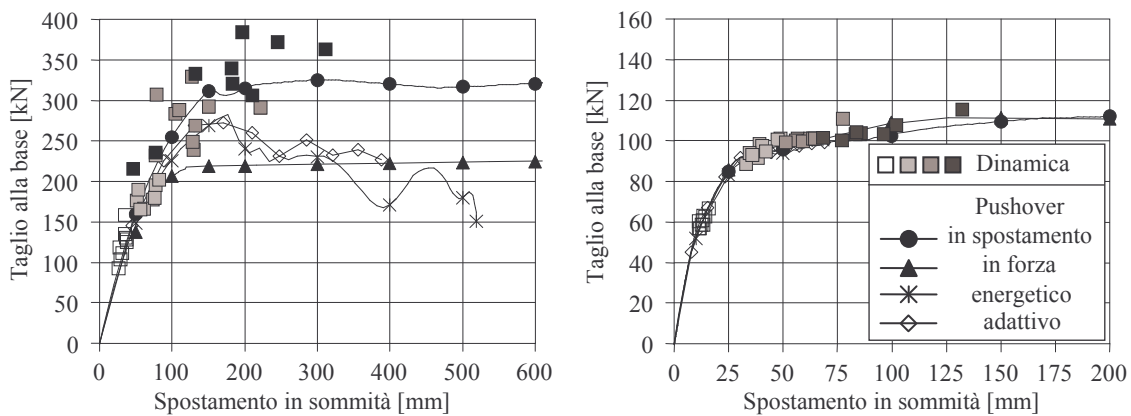 400
350
300
250
200
150
100
50
0
Taglio alla base [kN]
0 100 200 300 400 500 600
Spostamento in sommità [mm]
160
140
120
100
80
60
40
20
0
Taglio alla base [kN]
0 25 50 75 100 125 150 175 200
Spostamento in sommità [mm]
Dinamica
Pushover
in spostamento
in forza
energetico
adattivo